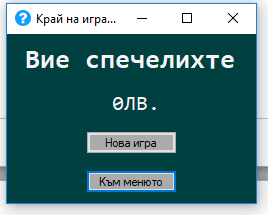 Край на игра...
Вие спечелихте
0лв.
Нова игра
Към менюто